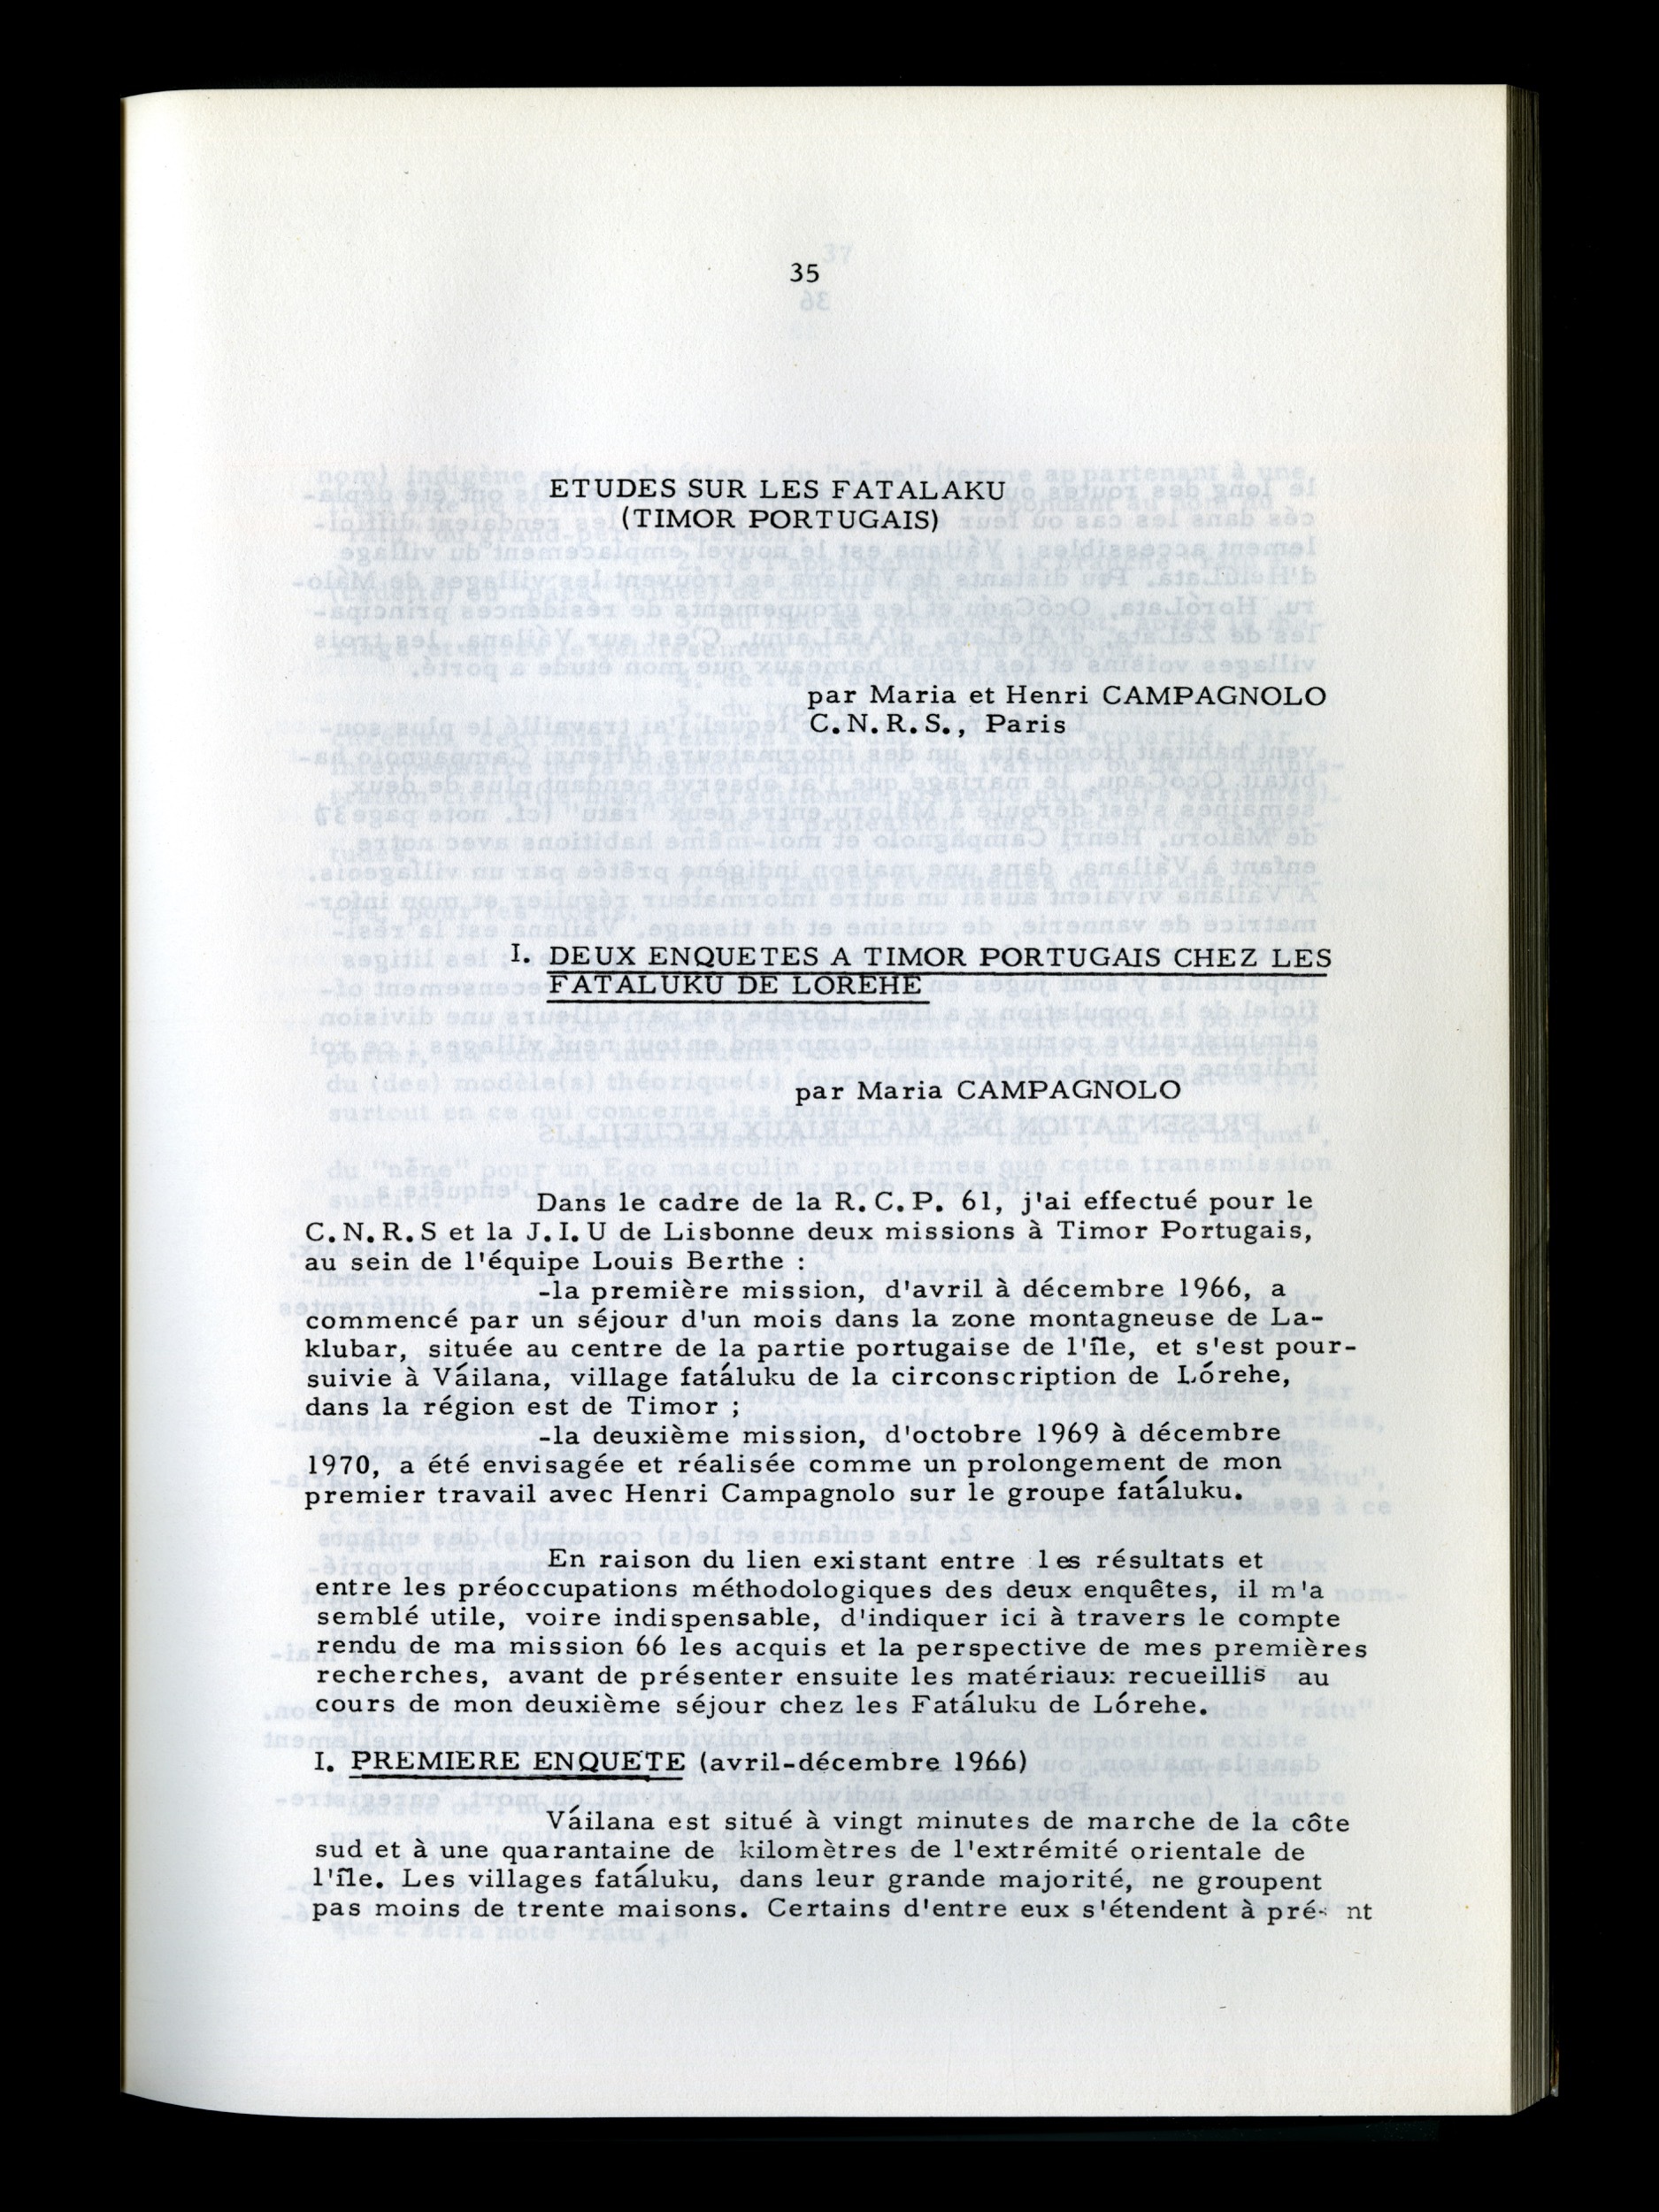 35
ETUDES SUR LES FATALAKU
(TIMOR PORTUGAIS)
par Maria et Henri CAMPAGNOLO
C.N.R.S., Paris
I. DEUX ENQUETES A TIMOR PORTUGAIS CHEZ LES
FATALUKU DE LOREHE
par Maria CAMPAGNOLO
Dans le cadre de la R.C.P. 61, j'ai effectué pour le
C.N.R.S et la J.I.U de Lisbonne deux missions à Timor Portugais,
au sein de l'équipe Louis Berthe :
-la première mission, d'avril à décembre 1966, a
commencé par un séjour d'un mois dans la zone montagneuse de La-
klubar, située au centre de la partie portugaise de l'île, et s'est pour-
suivie à Váilana, village fatáluku de la circonscription de Lórehe,
dans la région est de Timor ;
-la deuxième mission, d'octobre 1969 à décembre
1970, a été envisagée et réalisée comme un prolongement de mon
premier travail avec Henri Campagnolo sur le groupe fatáluku.
En raison du lien existant entre les résultats et
entre les préoccupations méthodologiques des deux enquêtes, il m'a
semblé utile, voire indispensable, d'indiquer ici à travers le compte
rendu de ma mission 66 les acquis et la perspective de mes premières
recherches, avant de présenter ensuite les matériaux recueillis au
cours de mon deuxième séjour chez les Fatáluku de Lórehe.
I. PREMIERE ENQUETE (avril-décembre 1966)
Váilana est situé à vingt minutes de marche de la côte
sud et à une quarantaine de kilomètres de l'extrémité orientale de
l'île. Les villages fatáluku, dans leur grande majorité, ne groupent
pas moins de trente maisons. Certains d'entre eux s'étendent à